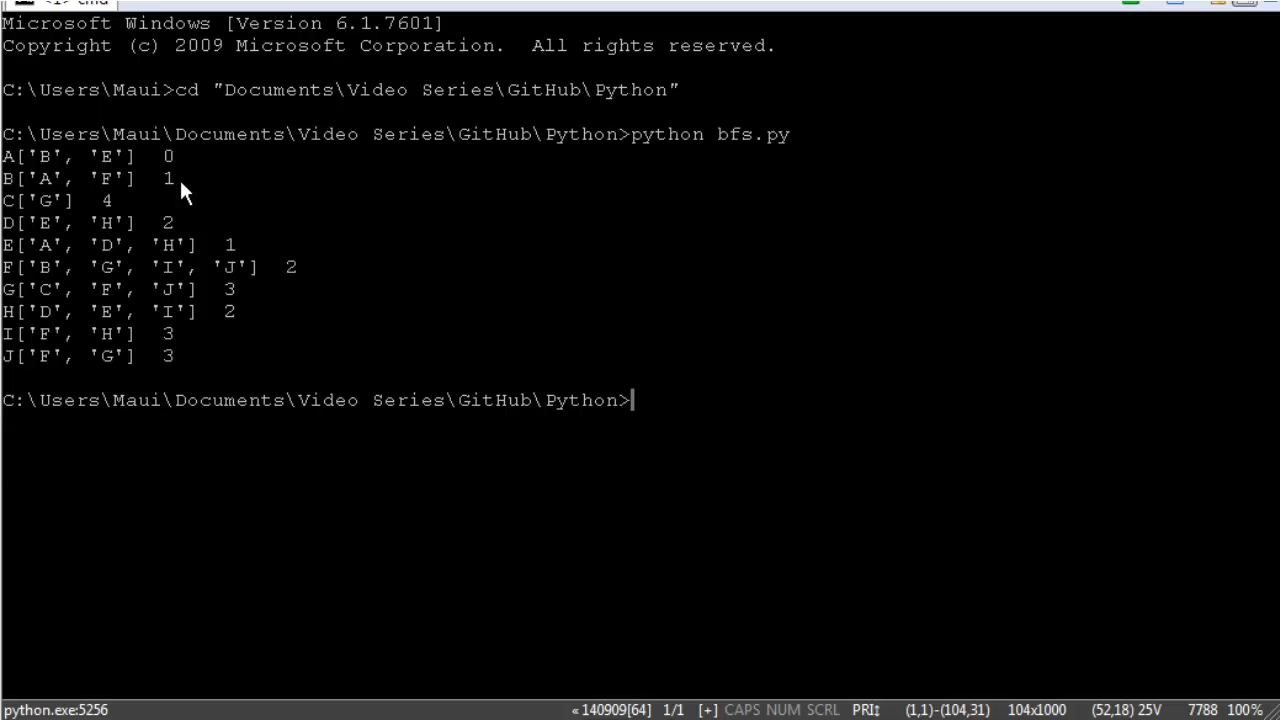 <1> cmd
Microsoft Windows [Version 6.1.7601]
Copyright (c) 2009 Microsoft Corporation.  All rights reserved.
C:\Users\Maui>cd "Documents\Video Series\GitHub\Python"
C:\Users\Maui\Documents\Video Series\GitHub\Python>python bfs.py
A['B', 'E']  0
B['A', 'F']  1
C['G']  4
D['E', 'H']  2
E['A', 'D', 'H']  1
F['B', 'G', 'I', 'J']  2
G['C', 'F', 'J']  3
H['D', 'E', 'I']  2
I['F', 'H']  3
J['F', 'G']  3
C:\Users\Maui\Documents\Video Series\GitHub\Python>
python.exe:5256 «140909[64] 1/1 [+] CAPS NUM SCRL PRI↕ (1,1)-(104,31) 104x1000 (52,18) 25V 7788 100%